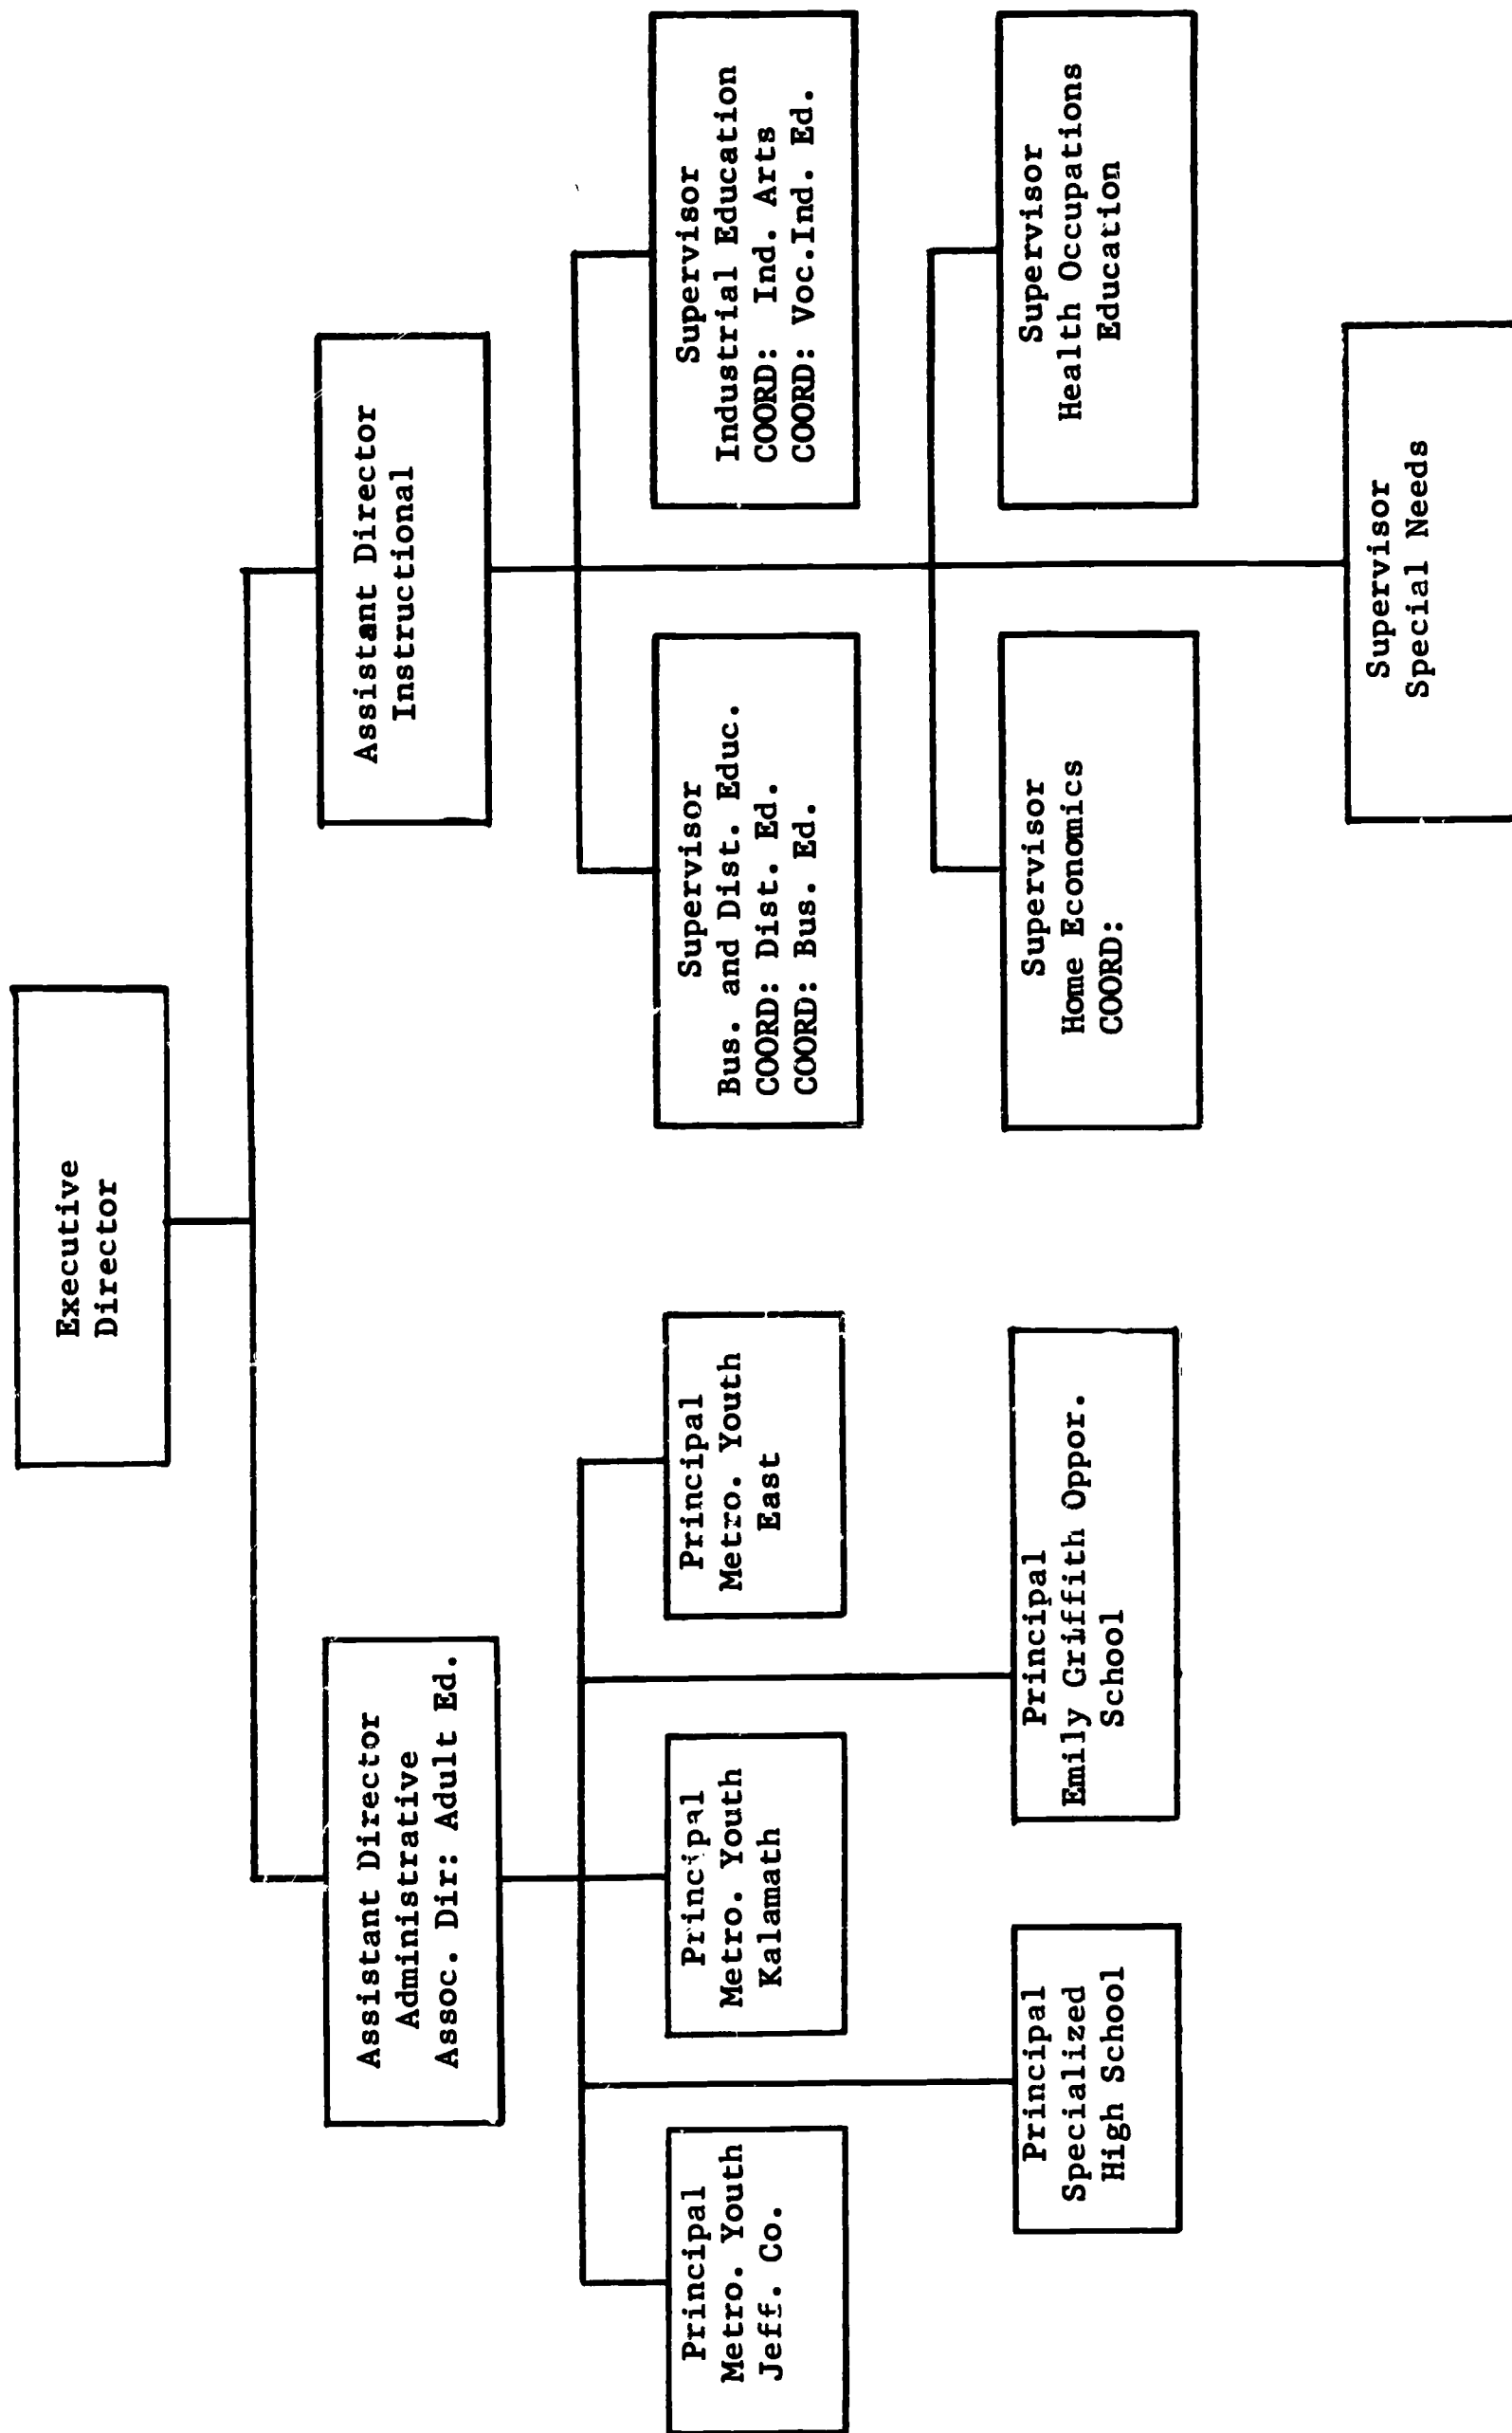 Executive
Director
Assistant Director
Administrative
Assoc. Dir: Adult Ed.
Assistant Director
Instructional
Principal
Metro. Youth
Jeff. Co.
Principal
Metro. Youth
Kalamath
Principal
Metro. Youth
East
Supervisor
Bus. and Dist. Educ.
COORD: Dist. Ed.
COORD: Bus. Ed.
Supervisor
Industrial Education
COORD: Ind. Arts
COORD: Voc.Ind. Ed.
Principal
Specialized
High School
Principal
Emily Griffith Oppor.
School
Supervisor
Home Economics
COORD:
Supervisor
Health Occupations
Education
Supervisor
Special Needs